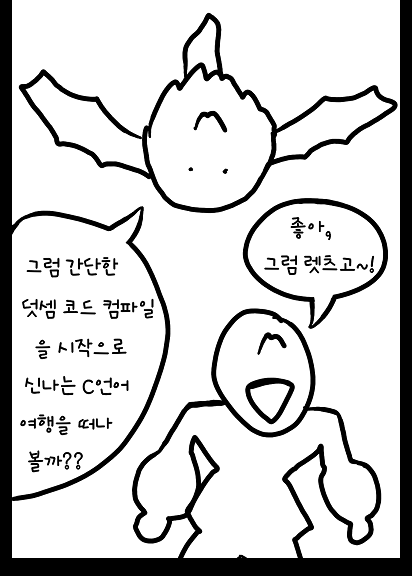 좋아,
그럼 렛츠고~!
그럼 간단한
덧셈 코드 컴파일
을 시작으로
신나는 C언어
여행을 떠나
볼까??